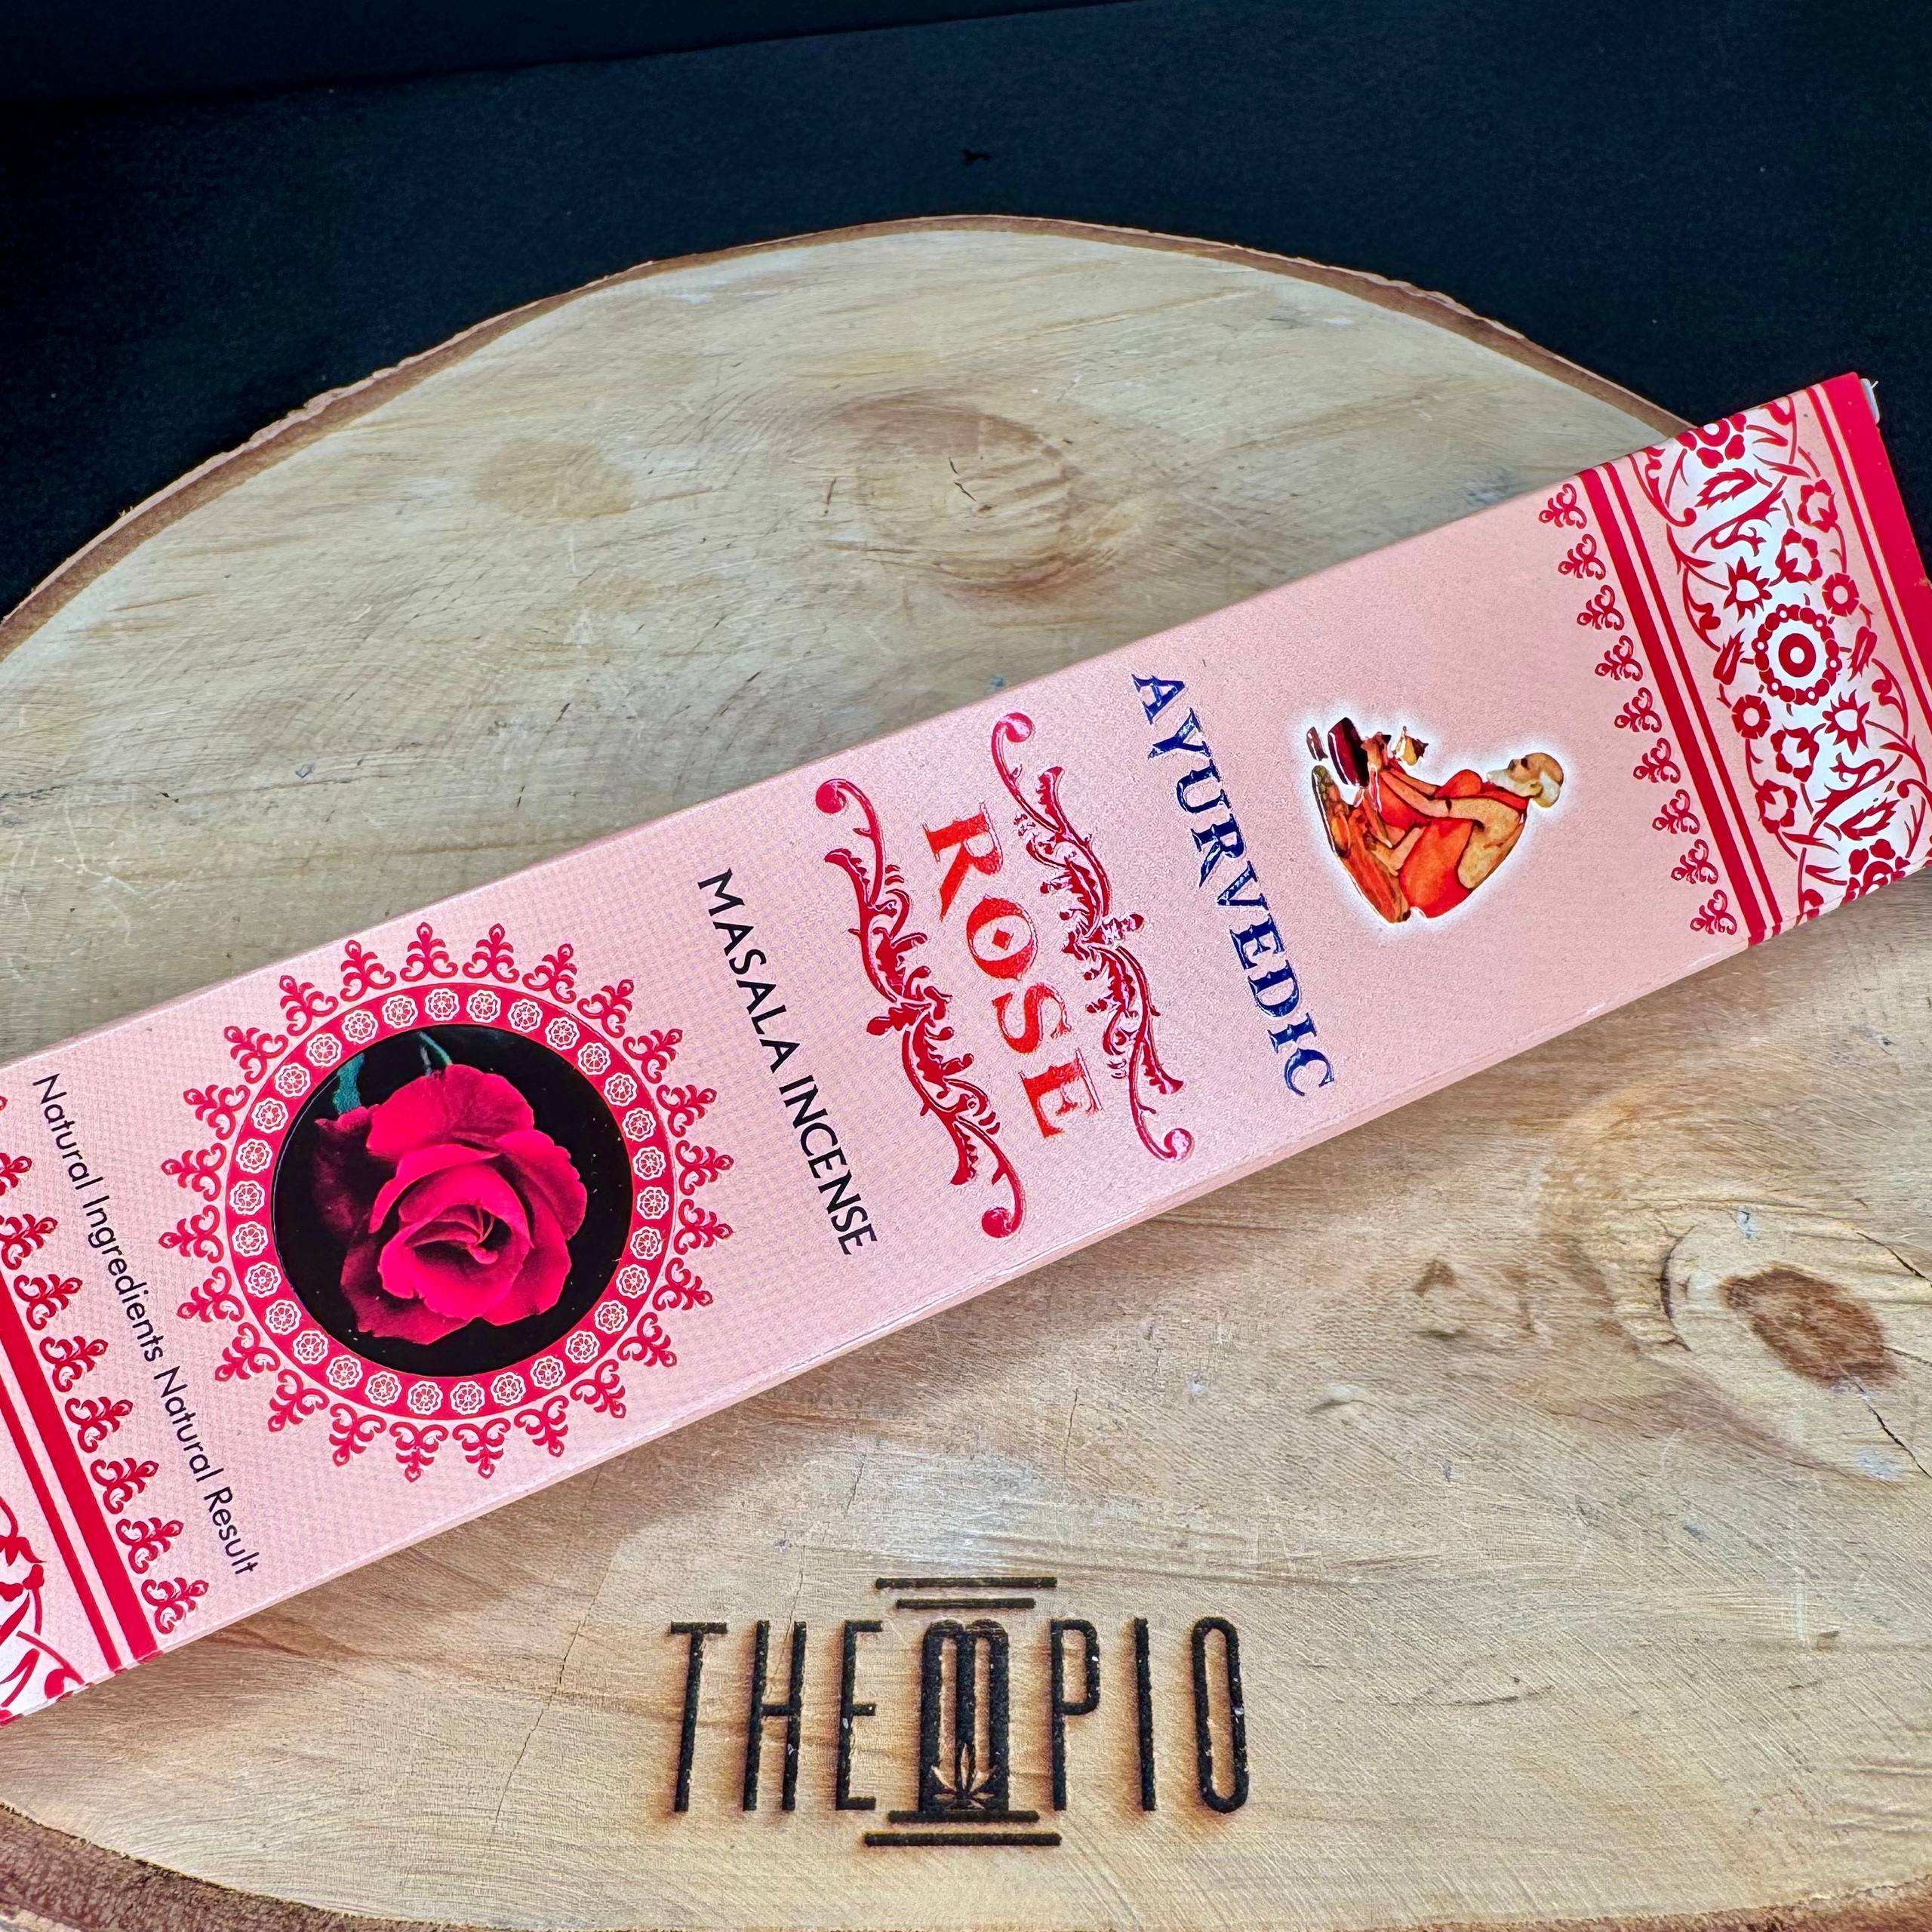 AYURVEDIC
ROSE
MASALA INCENSE
Natural Ingredients Natural Result
THEMPIO